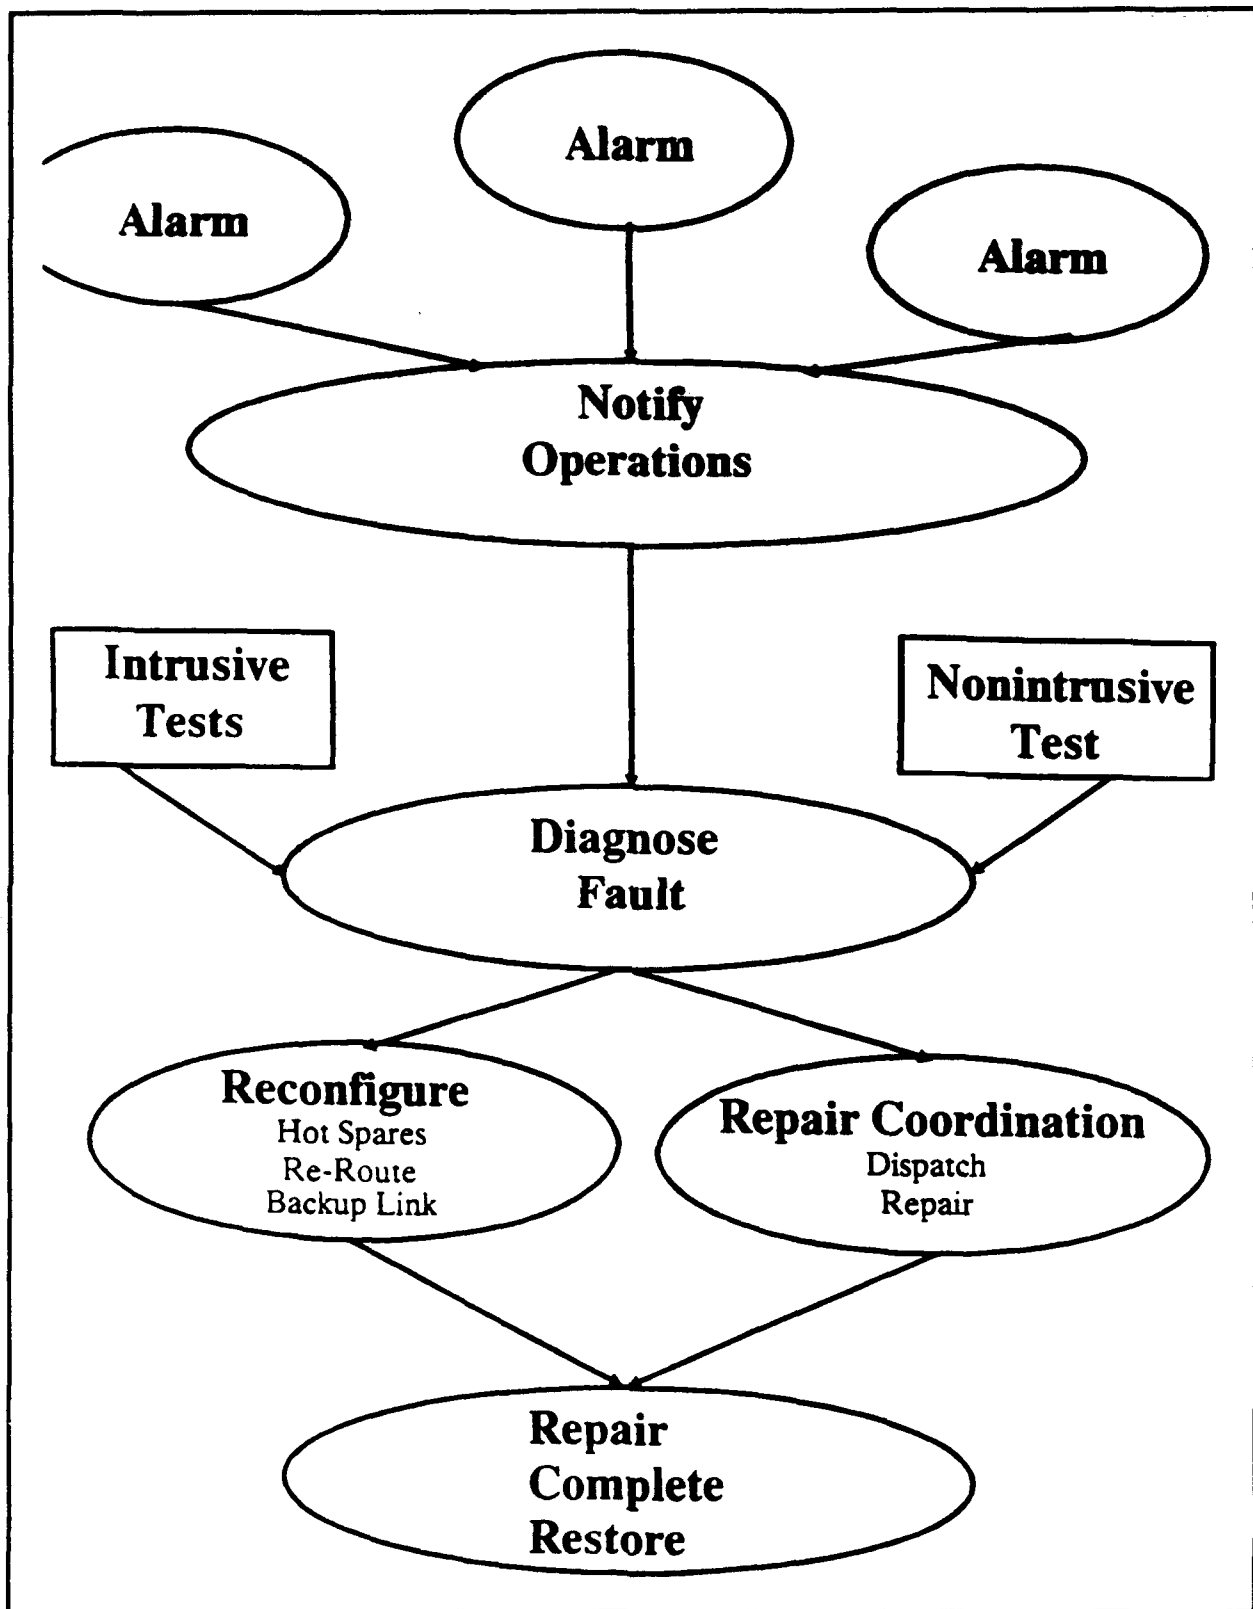 Alarm
Alarm
Alarm
Notify
Operations
Intrusive
Tests
Nonintrusive
Test
Diagnose
Fault
Reconfigure
Hot Spares
Re-Route
Backup Link
Repair Coordination
Dispatch
Repair
Repair
Complete
Restore